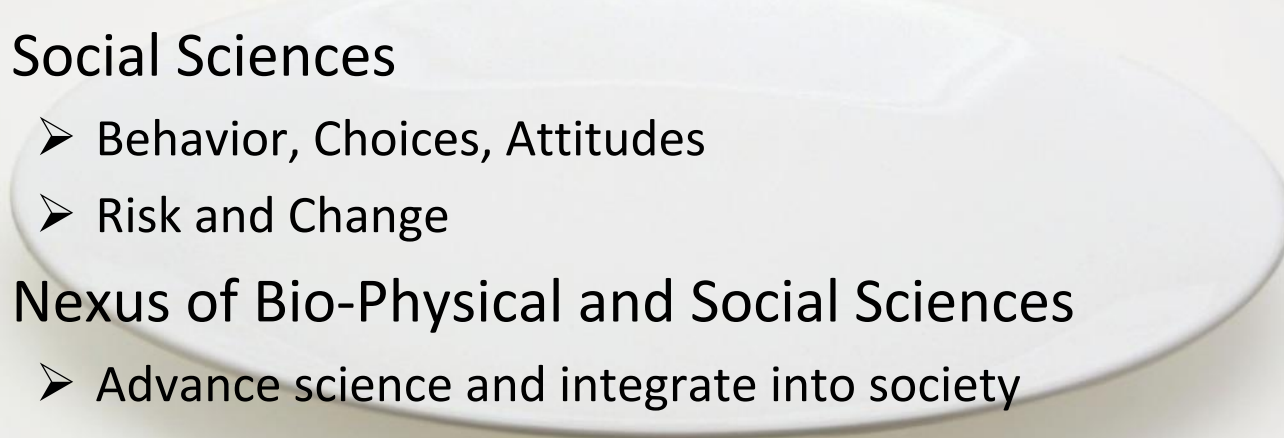 Social Sciences
➢ Behavior, Choices, Attitudes
➢ Risk and Change
Nexus of Bio-Physical and Social Sciences
➢ Advance science and integrate into society